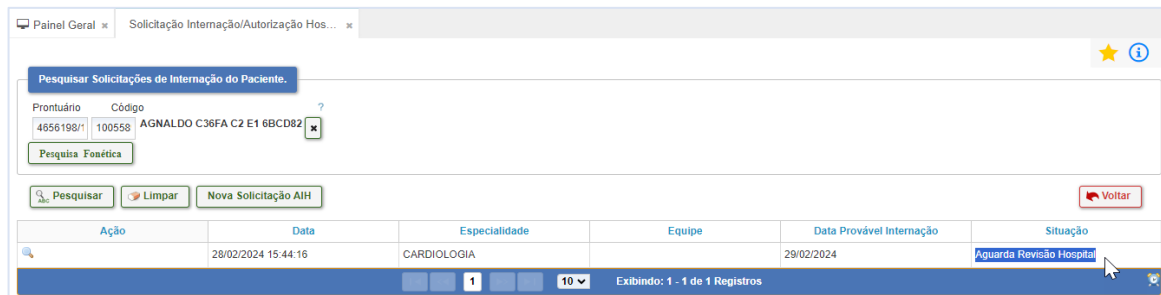 Painel Geral × Solicitação Internação/Autorização Hos... ×
Pesquisar Solicitações de Internação do Paciente.
Prontuário Código ?
4656198/1 100558 AGNALDO C36FA C2 E1 6BCD82 ×
Pesquisa Fonética
Pesquisar Limpar Nova Solicitação AIH Voltar
Ação Data Especialidade Equipe Data Provável Internação Situação
28/02/2024 15:44:16 CARDIOLOGIA 29/02/2024 Aguarda Revisão Hospital
1 10 Exibindo: 1 - 1 de 1 Registros